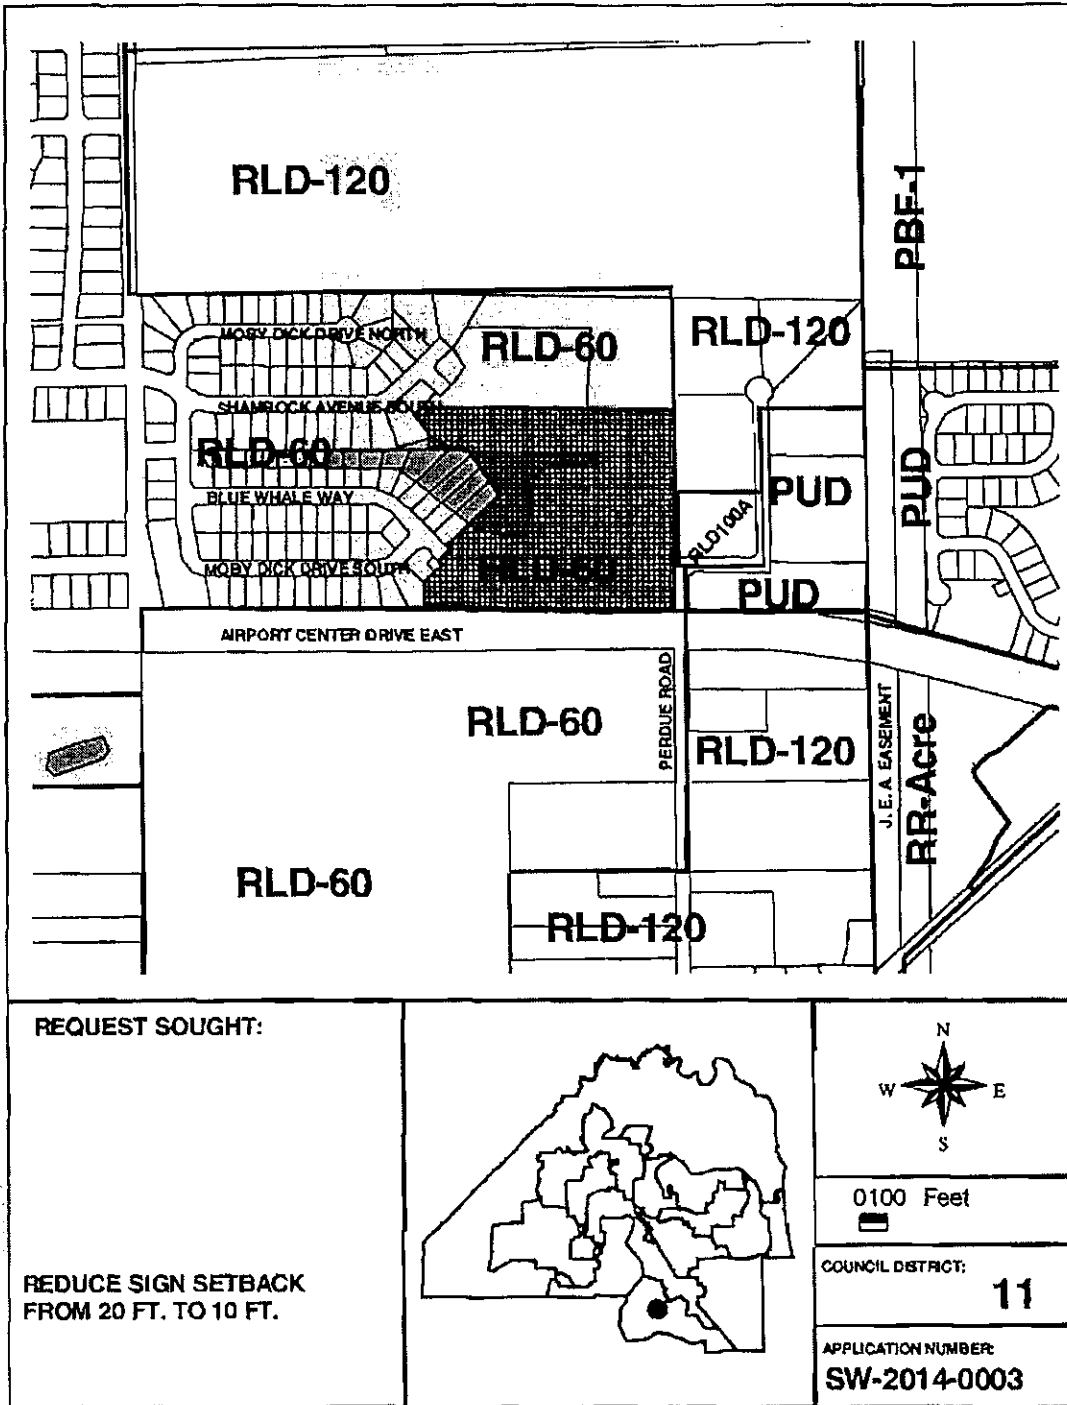 RLD-120
PBF-1
MOBY DICK DRIVE NORTH
RLD-60
RLD-120
SHAMROCK AVENUE SOUTH
RLD-60
BLUE WHALE WAY
PUD
PUD
RLD100A
MOBY DICK DRIVE SOUTH
RLD-60
PUD
AIRPORT CENTER DRIVE EAST
PERDUE ROAD
RLD-60
RLD-120
J.E.A. EASEMENT
RR-Acre
RLD-60
RLD-120
REQUEST SOUGHT:
REDUCE SIGN SETBACK
FROM 20 FT. TO 10 FT.
N
W E
S
0100 Feet
COUNCIL DISTRICT:
11
APPLICATION NUMBER:
SW-2014-0003